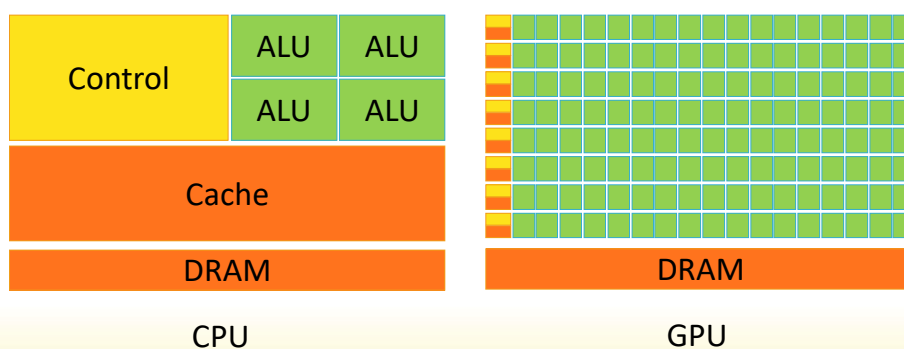 Control
ALU ALU
ALU ALU
Cache
DRAM
CPU
DRAM
GPU